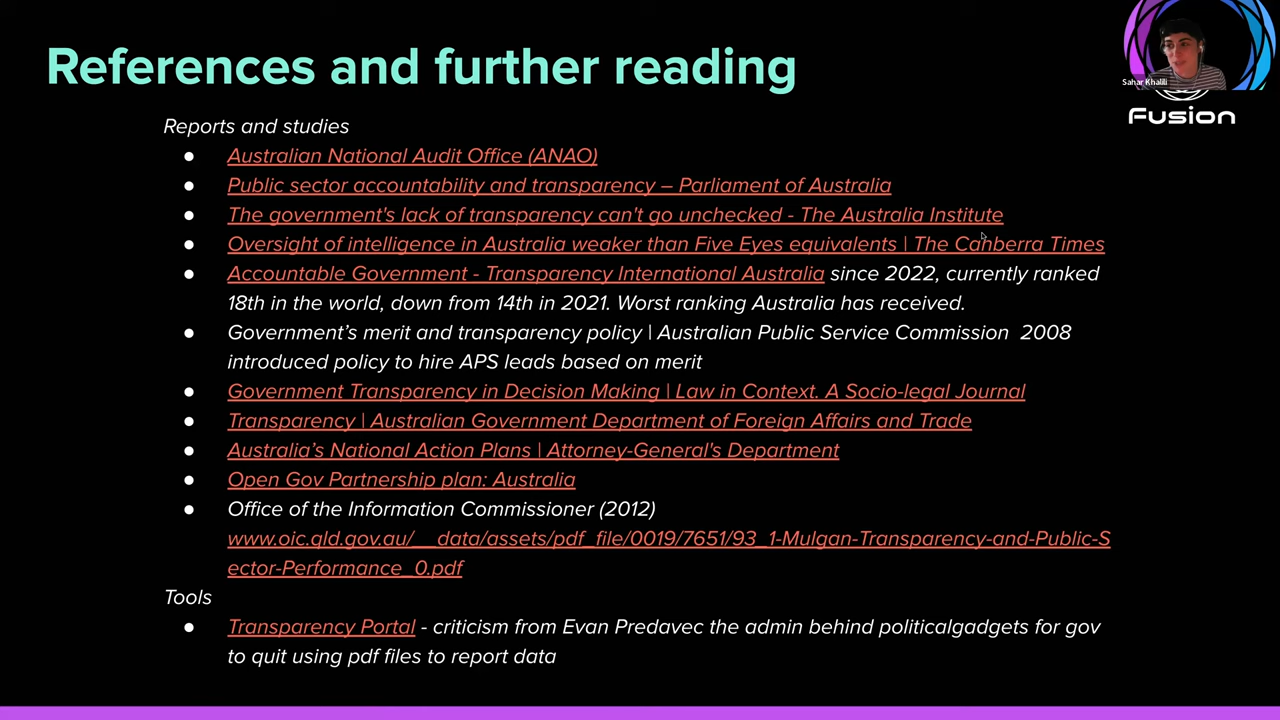 References and further reading
Sahar Khalili
Fusion
Reports and studies
● Australian National Audit Office (ANAO)
● Public sector accountability and transparency – Parliament of Australia
● The government's lack of transparency can't go unchecked - The Australia Institute
● Oversight of intelligence in Australia weaker than Five Eyes equivalents | The Canberra Times
● Accountable Government - Transparency International Australia since 2022, currently ranked
18th in the world, down from 14th in 2021. Worst ranking Australia has received.
● Government’s merit and transparency policy | Australian Public Service Commission 2008
introduced policy to hire APS leads based on merit
● Government Transparency in Decision Making | Law in Context. A Socio-legal Journal
● Transparency | Australian Government Department of Foreign Affairs and Trade
● Australia’s National Action Plans | Attorney-General's Department
● Open Gov Partnership plan: Australia
● Office of the Information Commissioner (2012)
www.oic.qld.gov.au/__data/assets/pdf_file/0019/7651/93_1-Mulgan-Transparency-and-Public-S
ector-Performance_0.pdf
Tools
● Transparency Portal - criticism from Evan Predavec the admin behind politicalgadgets for gov
to quit using pdf files to report data